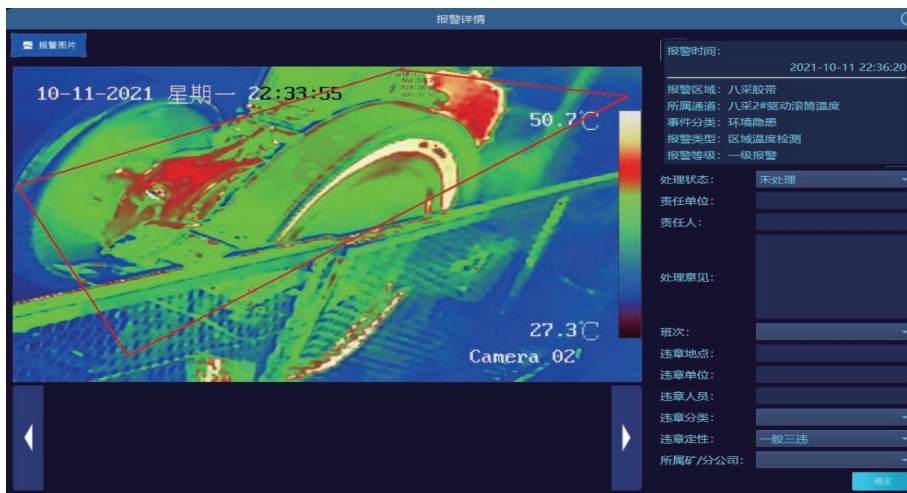 报警详情
报警图片
10-11-2021 星期一 22:33:55
50.7℃
27.3℃
Camera 02
报警时间：
2021-10-11 22:36:20
报警区域：八采胶带
所属通道：八采2#驱动滚筒温度
事件分类：环境隐患
报警类型：区域温度检测
报警等级：一级报警
处理状态： 未处理
责任单位：
责任人：
处理意见：
班次：
违章地点：
违章单位：
违章人员：
违章分类：
违章定性： 一般三违
所属矿/分公司：
确定